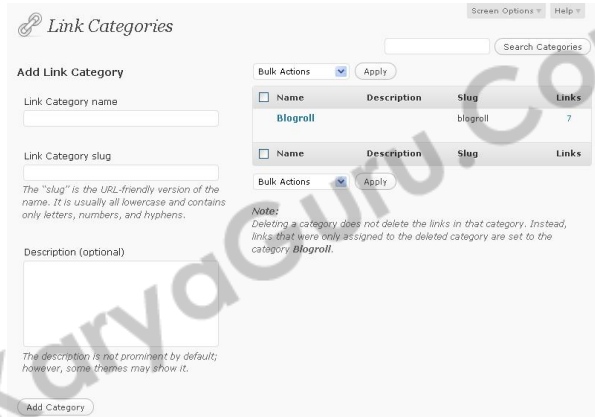 Screen Options Help
Link Categories
Search Categories
Add Link Category
Link Category name
Link Category slug
The "slug" is the URL-friendly version of the
name. It is usually all lowercase and contains
only letters, numbers, and hyphens.
Description (optional)
The description is not prominent by default;
however, some themes may show it.
Add Category
Bulk Actions Apply
Name Description Slug Links
Blogroll blogroll 7
Name Description Slug Links
Bulk Actions Apply
Note:
Deleting a category does not delete the links in that category. Instead,
links that were only assigned to the deleted category are set to the
category Blogroll.
KaryaGuru.Co